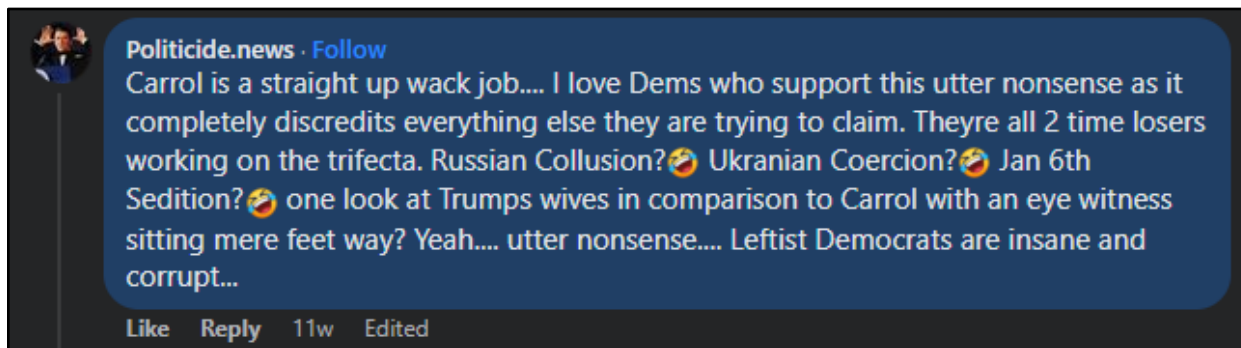 Politicide.news · Follow
Carrol is a straight up wack job.... I love Dems who support this utter nonsense as it
completely discredits everything else they are trying to claim. Theyre all 2 time losers
working on the trifecta. Russian Collusion?🤣 Ukranian Coercion?🤣 Jan 6th
Sedition?🤣 one look at Trumps wives in comparison to Carrol with an eye witness
sitting mere feet way? Yeah.... utter nonsense.... Leftist Democrats are insane and
corrupt...
Like Reply 11w Edited